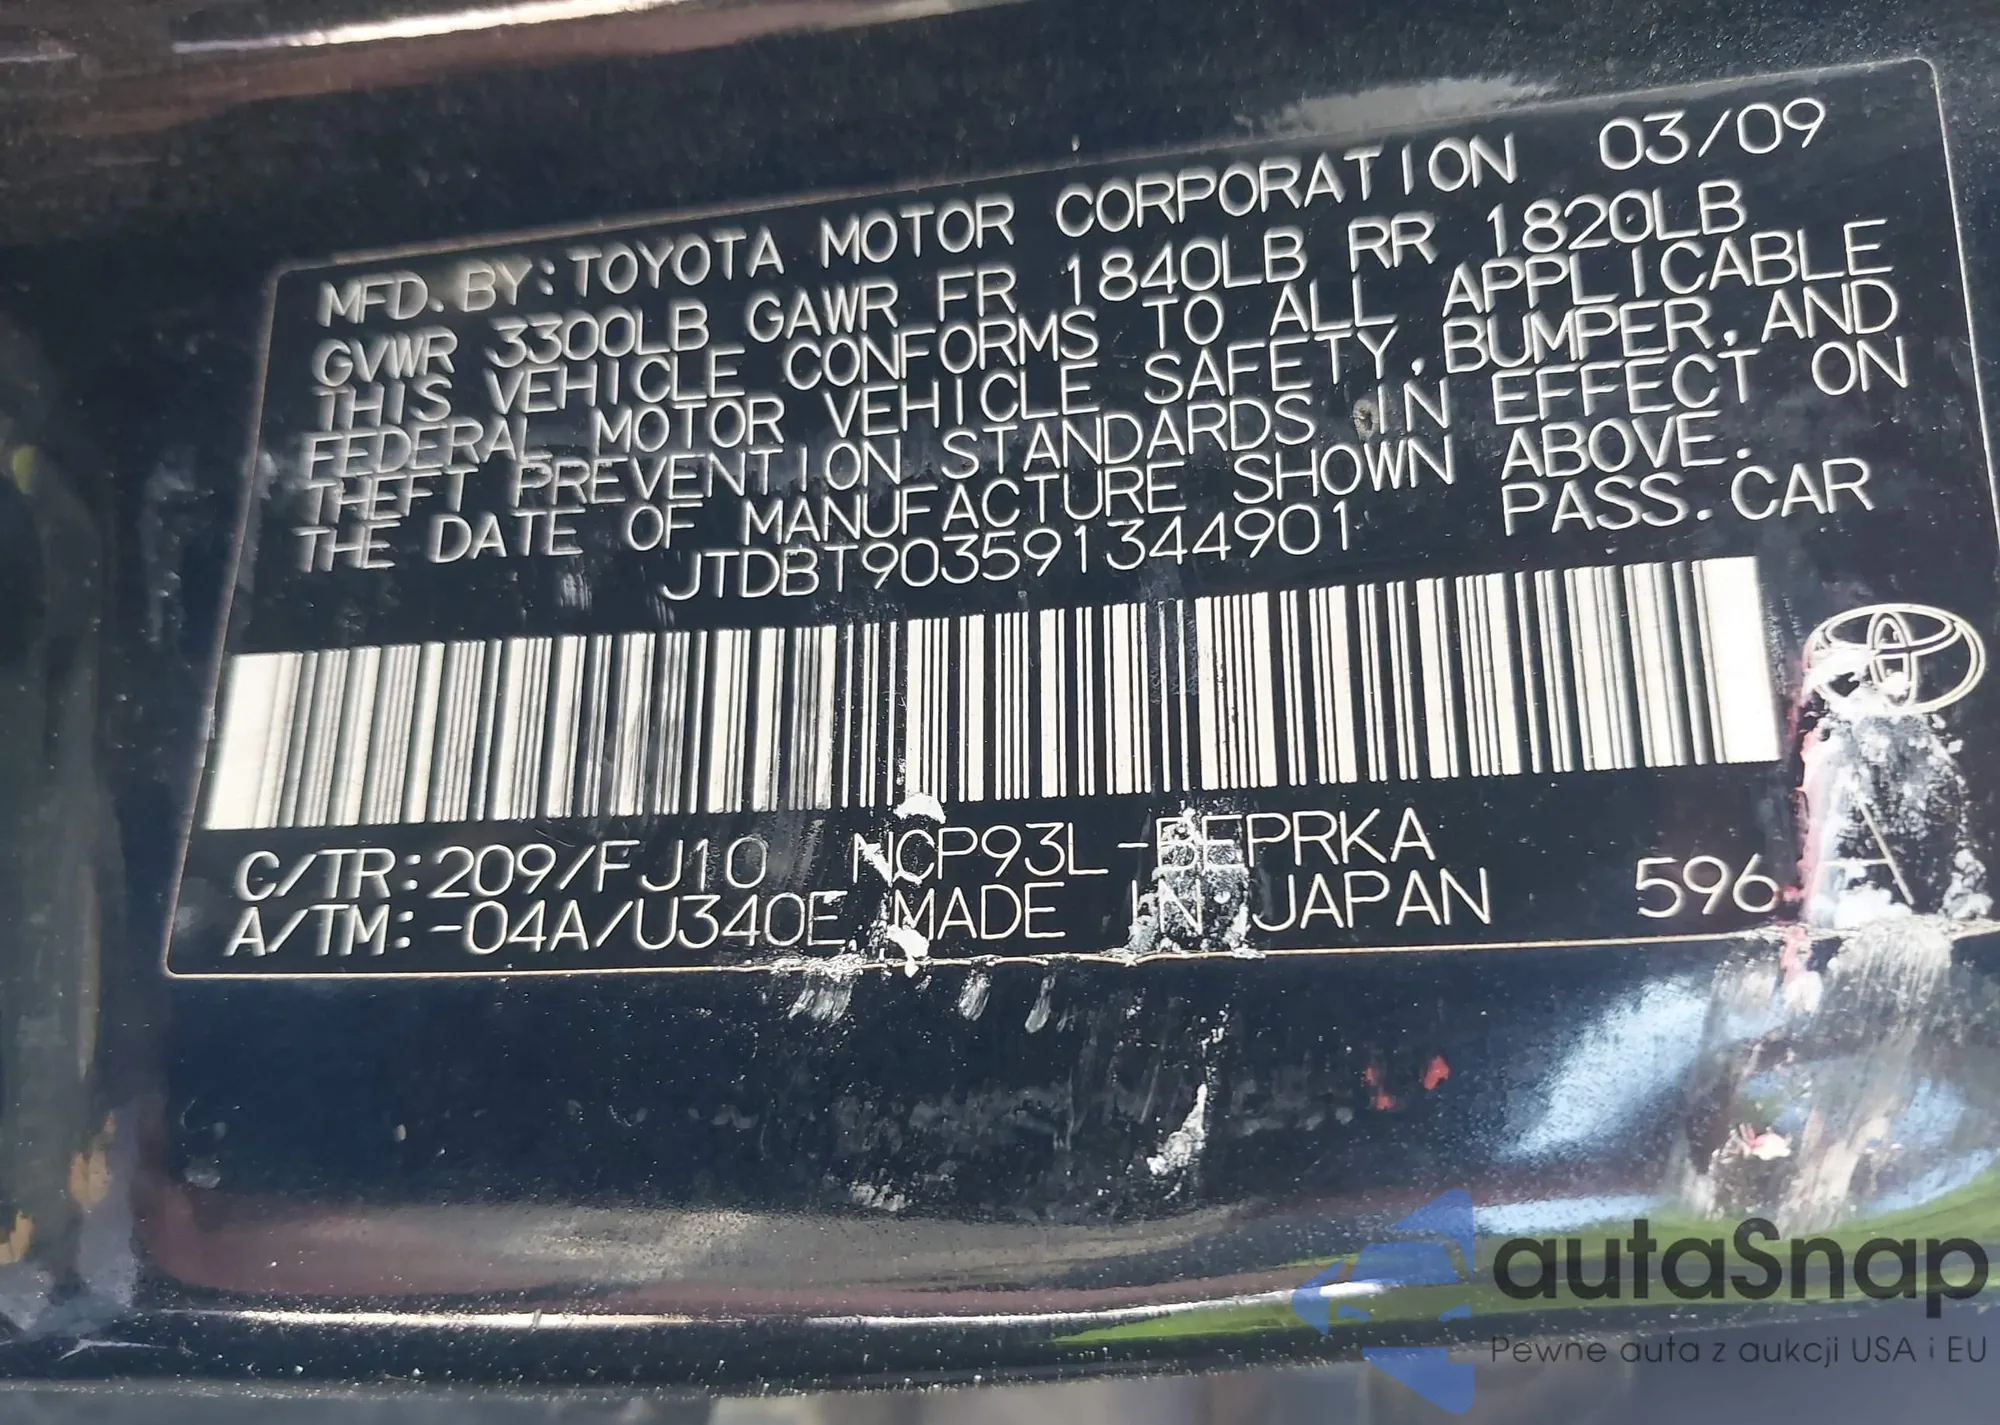 MFD. BY: TOYOTA MOTOR CORPORATION 03/09
GVWR 3300LB GAWR FR 1840LB RR 1820LB
THIS VEHICLE CONFORMS TO ALL APPLICABLE
FEDERAL MOTOR VEHICLE SAFETY, BUMPER, AND
THEFT PREVENTION STANDARDS IN EFFECT ON
THE DATE OF MANUFACTURE SHOWN ABOVE.
JTDBT903591344901 PASS. CAR
C/TR: 209/FJ10
A/TM: -04A/U340E MADE IN JAPAN 596
autaSnap
Pewne auta z aukcji USA i EU